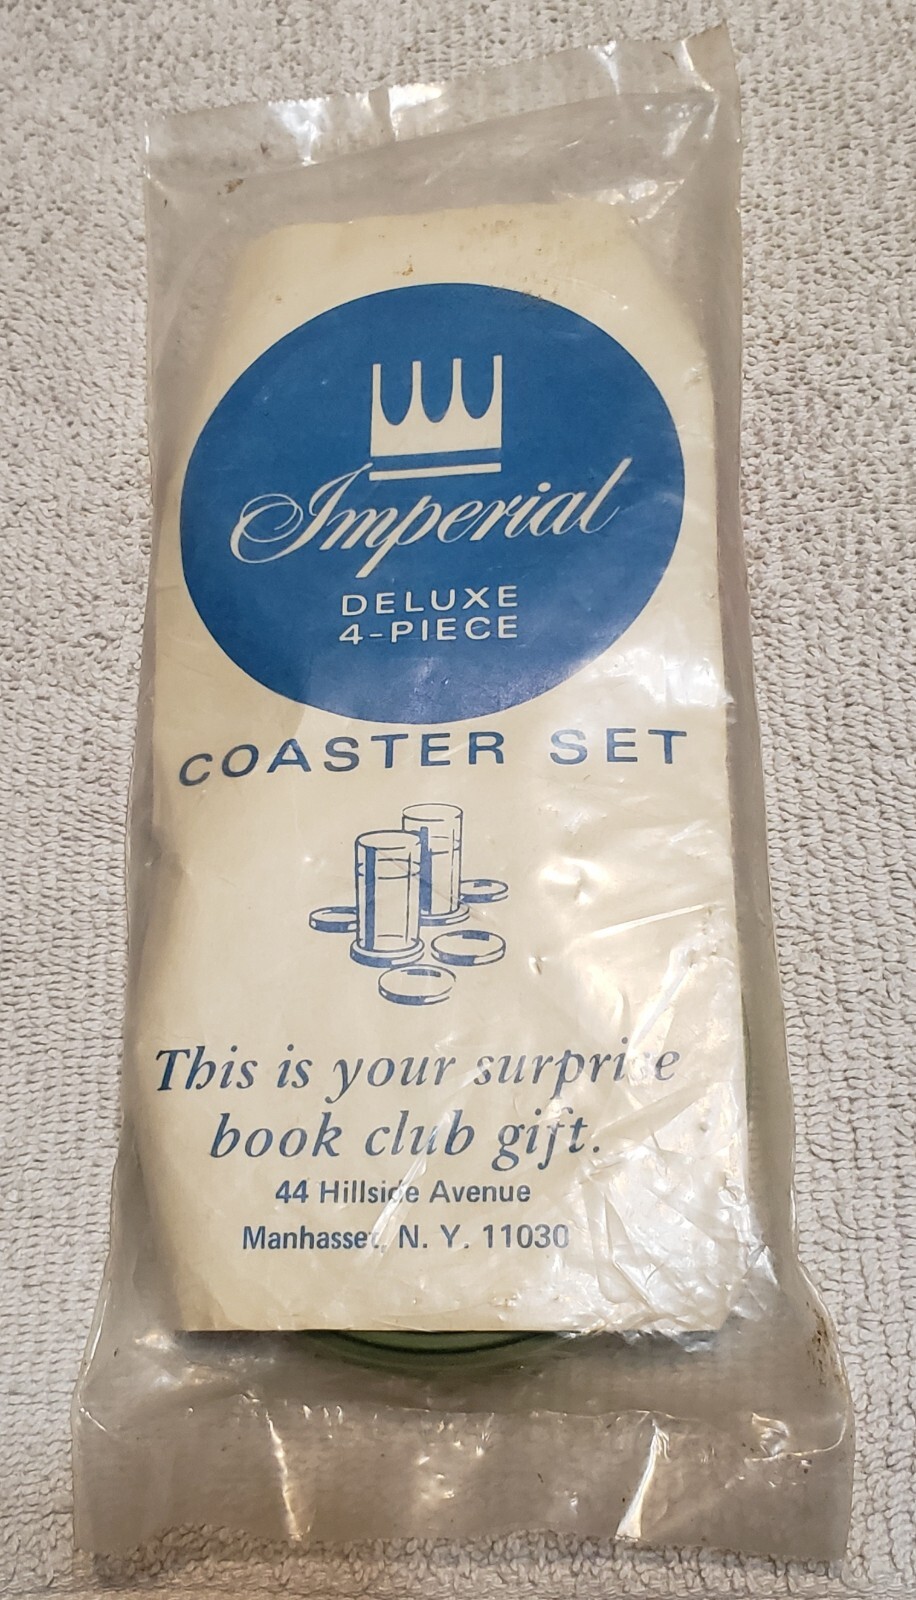 Imperial
DELUXE
4-PIECE
COASTER SET
This is your surprise
book club gift.
44 Hillside Avenue
Manhasset, N. Y. 11030